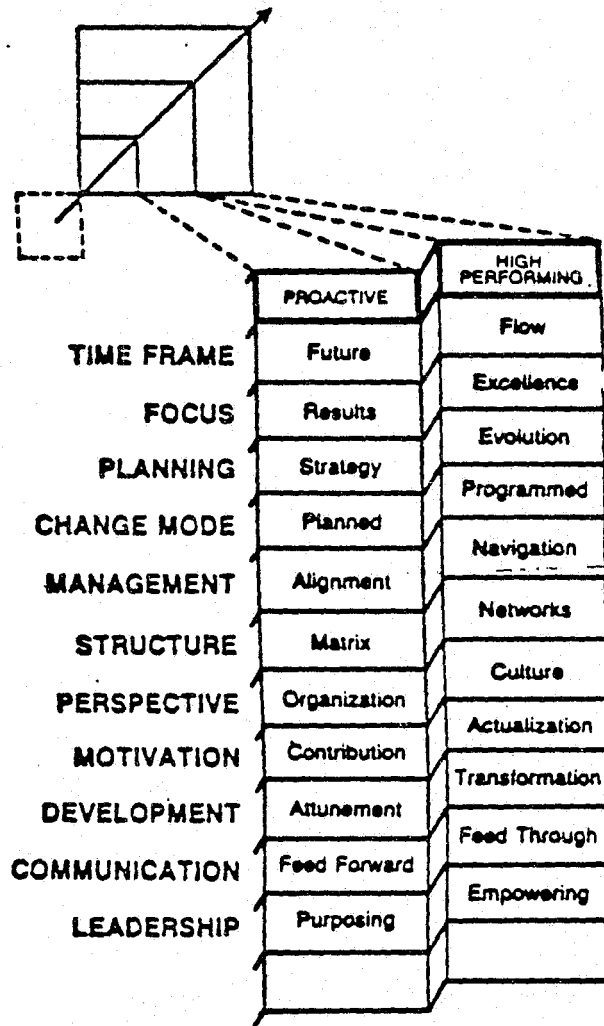 HIGH
PERFORMING
PROACTIVE
TIME FRAME Future Flow
FOCUS Results Excellence
PLANNING Strategy Evolution
CHANGE MODE Planned Programmed
MANAGEMENT Alignment Navigation
STRUCTURE Matrix Networks
PERSPECTIVE Organization Culture
MOTIVATION Contribution Actualization
DEVELOPMENT Attunement Transformation
COMMUNICATION Feed Forward Feed Through
LEADERSHIP Purposing Empowering